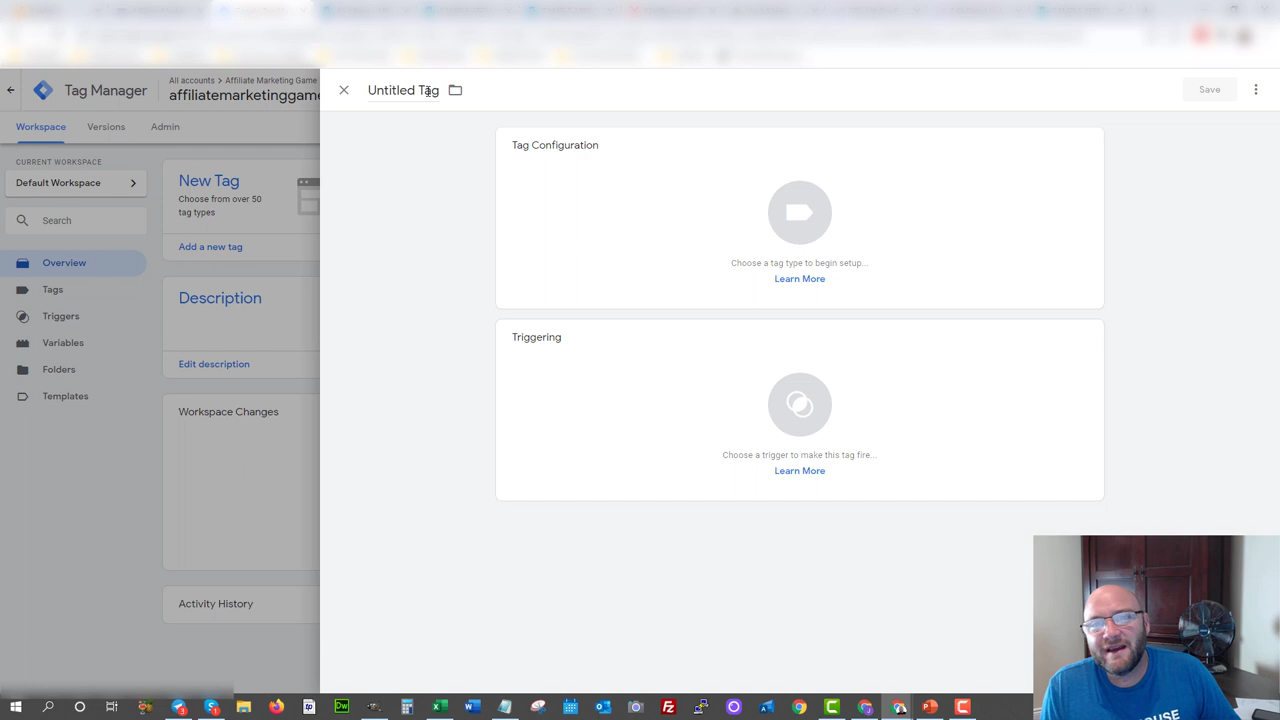 Tag Manager
All accounts > Affiliate Marketing Game
affiliatemarketinggame
Untitled Tag
Save
Workspace
Versions
Admin
CURRENT WORKSPACE
Default Workspace
Search
Overview
Tags
Triggers
Variables
Folders
Templates
New Tag
Choose from over 50
tag types
Add a new tag
Description
Edit description
Workspace Changes
Activity History
Tag Configuration
Choose a tag type to begin setup...
Learn More
Triggering
Choose a trigger to make this tag fire...
Learn More